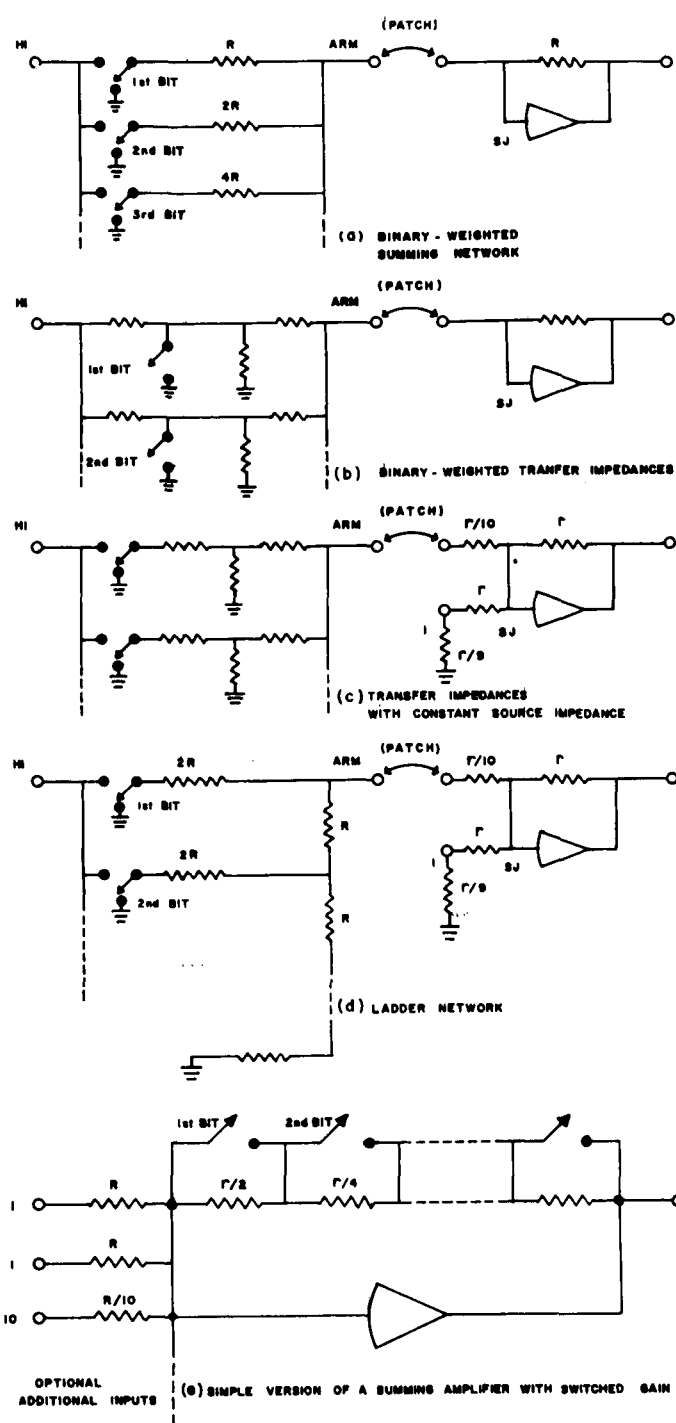 (PATCH)
HI R ARM R
1st BIT
2R SJ
2nd BIT
4R
3rd BIT
(a) BINARY - WEIGHTED
SUMMING NETWORK
(PATCH)
HI ARM
1st BIT
SJ
2nd BIT
(b) BINARY - WEIGHTED TRANFER IMPEDANCES
(PATCH)
HI ARM r/10 r
r
1 SJ
r/9
(c) TRANSFER IMPEDANCES
WITH CONSTANT SOURCE IMPEDANCE
(PATCH)
HI 2R ARM r/10 r
1st BIT
R
2R r
1 SJ
2nd BIT r/9
R
(d) LADDER NETWORK
1st BIT 2nd BIT
R r/2 r/4
1
R
1
R/10
10
OPTIONAL
ADDITIONAL INPUTS
(e) SIMPLE VERSION OF A SUMMING AMPLIFIER WITH SWITCHED GAIN